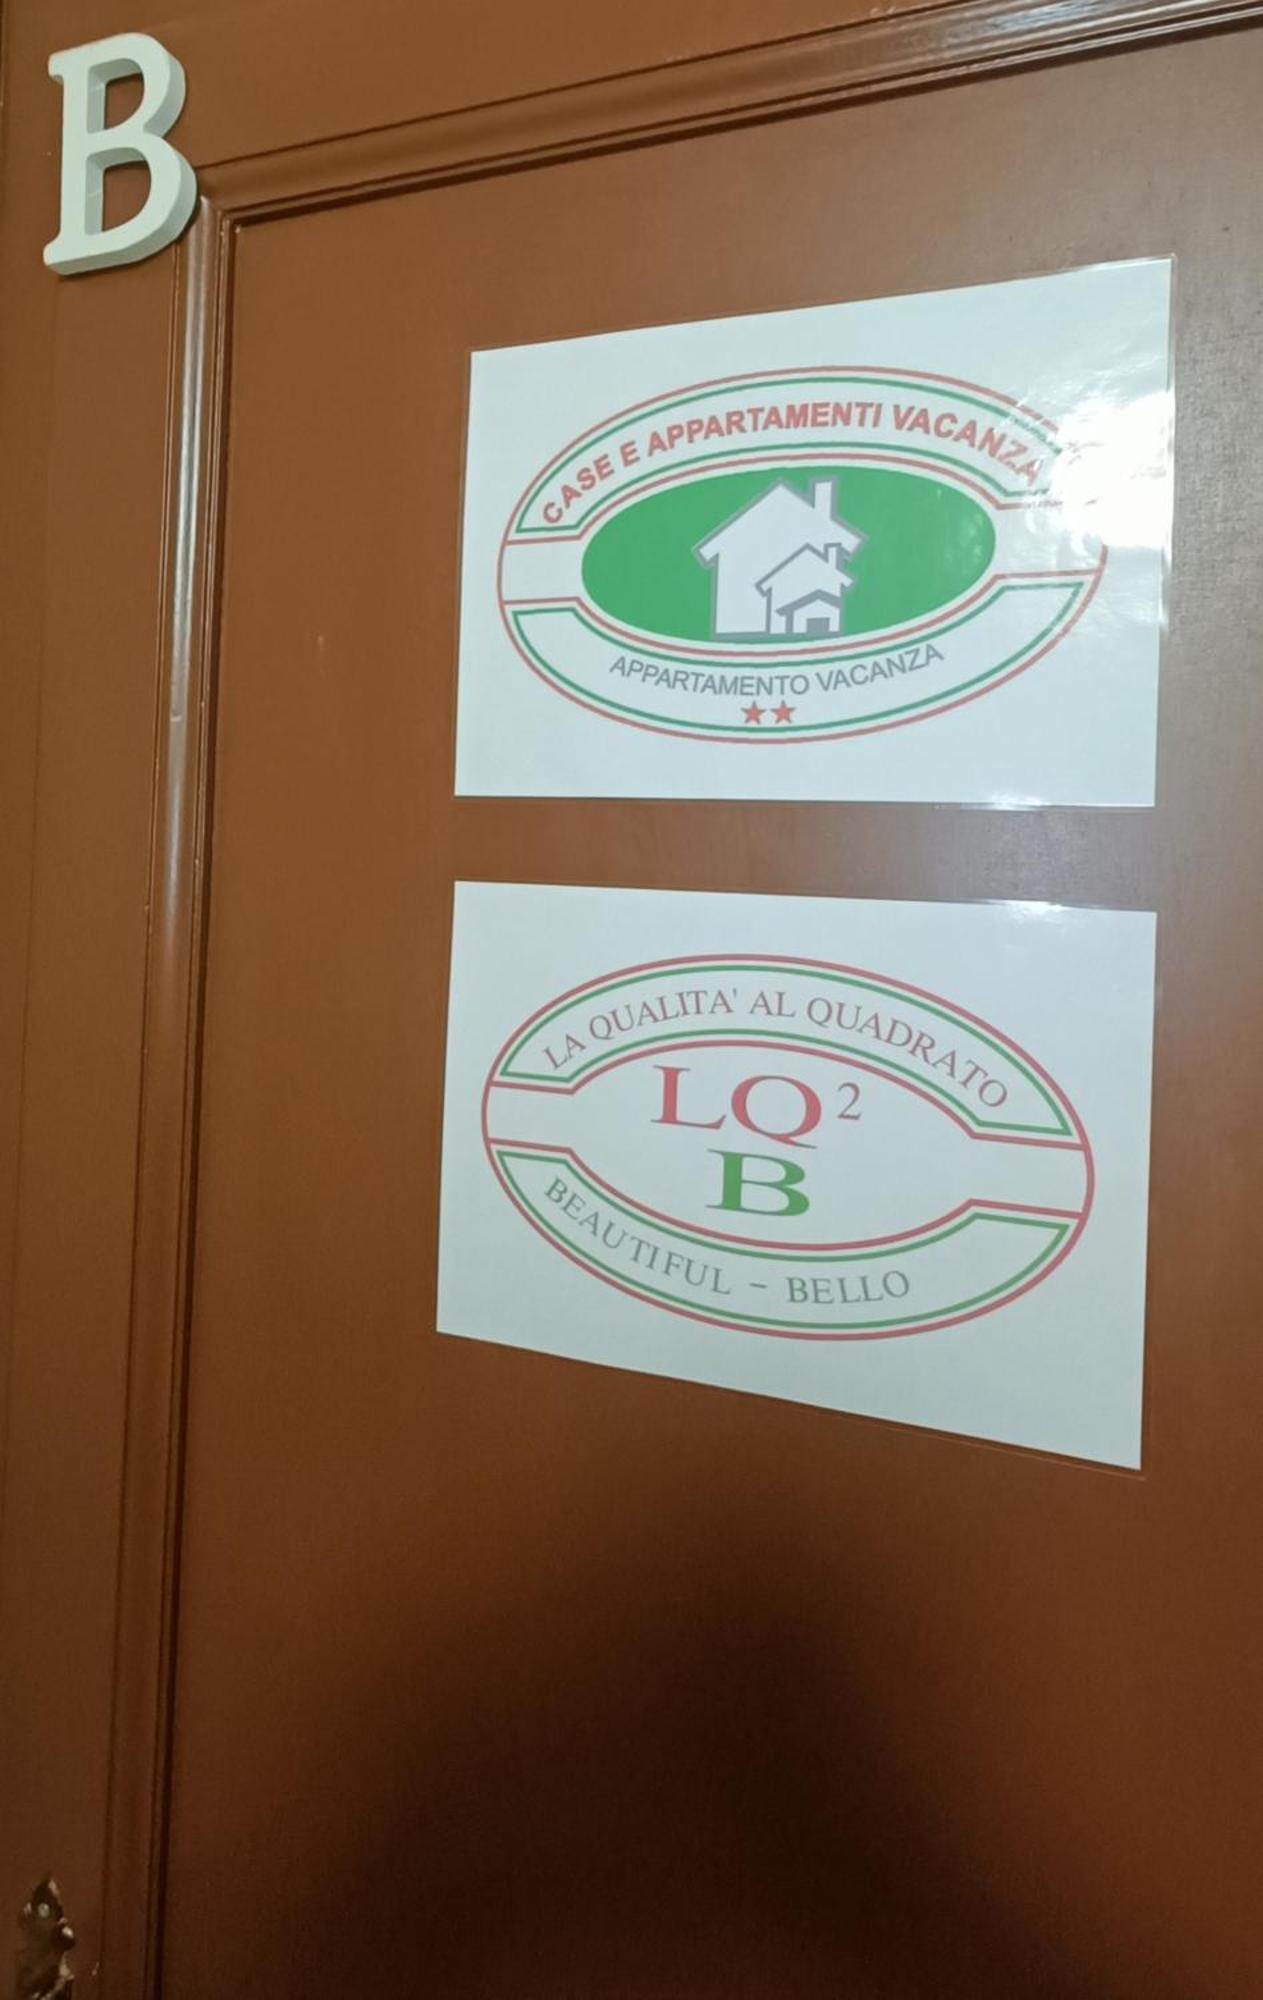 B
CASE E APPARTAMENTI VACANZA
APPARTAMENTO VACANZA
LA QUALITA' AL QUADRATO
LQ²
B
BEAUTIFUL - BELLO